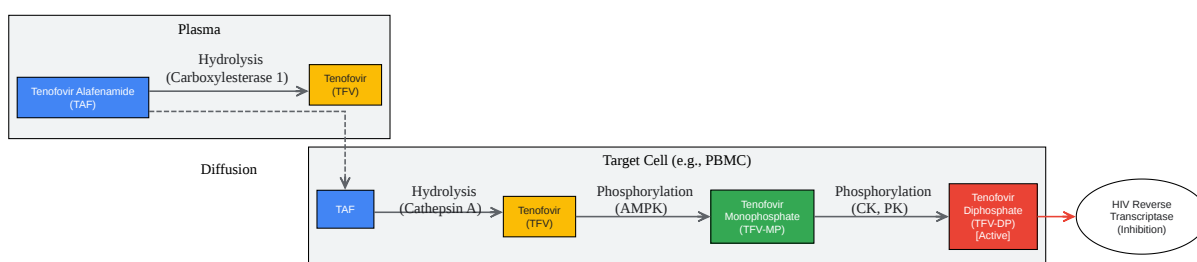 Plasma
Hydrolysis
(Carboxylesterase 1)
Tenofovir Alafenamide
(TAF)
Tenofovir
(TFV)
Diffusion
Target Cell (e.g., PBMC)
TAF
Hydrolysis
(Cathepsin A)
Tenofovir
(TFV)
Phosphorylation
(AMPK)
Tenofovir
Monophosphate
(TFV-MP)
Phosphorylation
(CK, PK)
Tenofovir
Diphosphate
(TFV-DP)
[Active]
HIV Reverse
Transcriptase
(Inhibition)